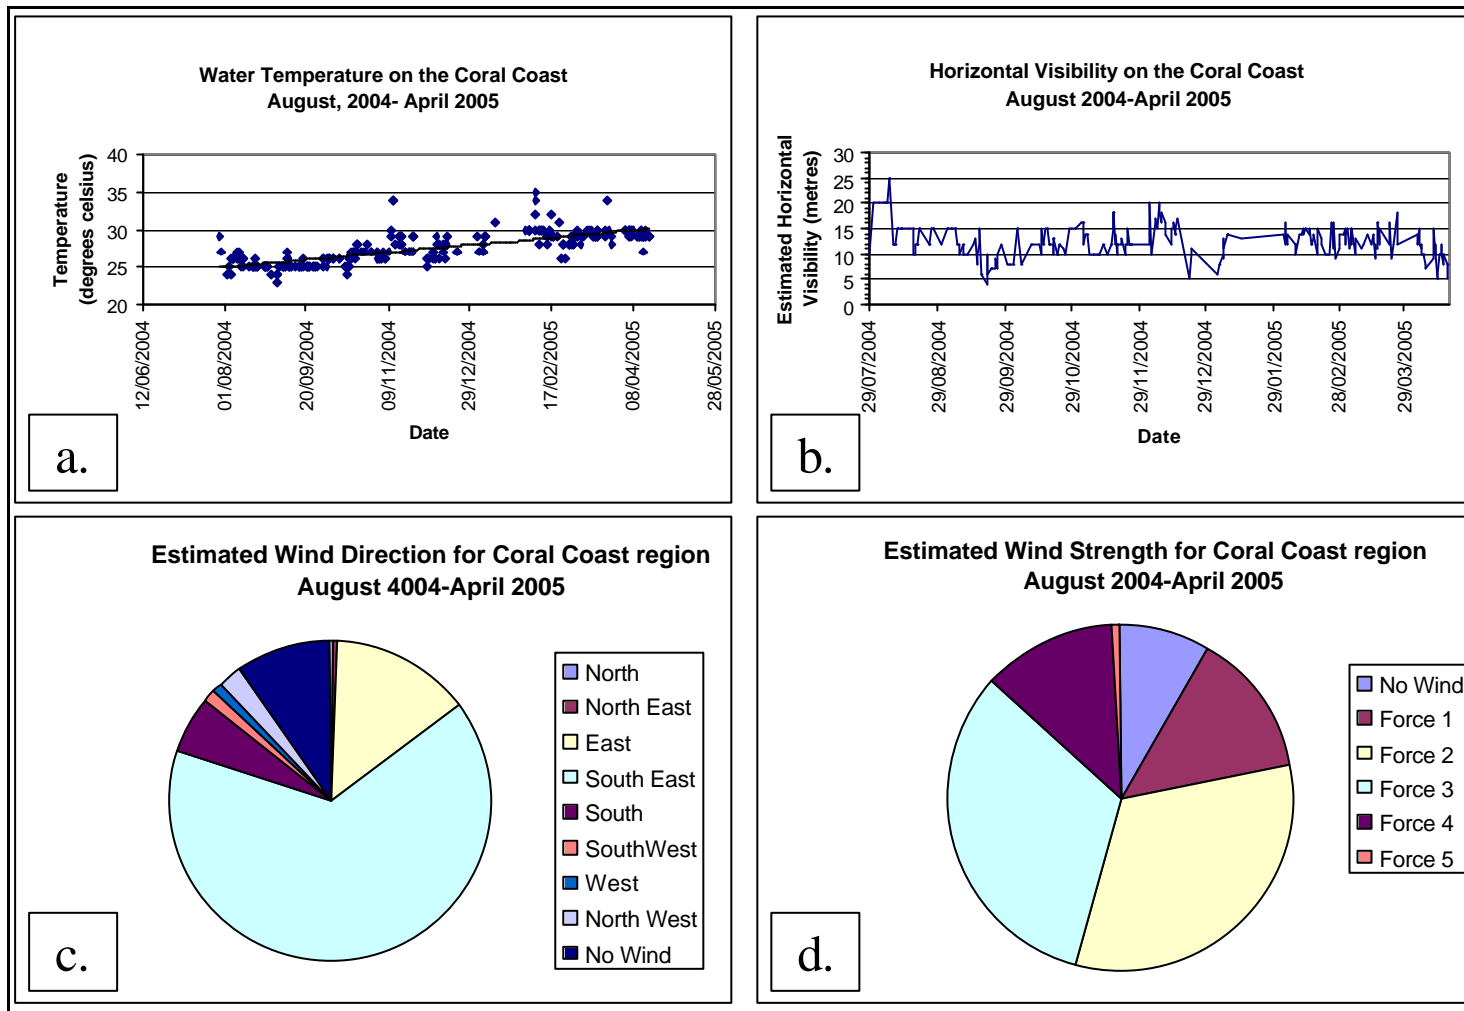 Water Temperature on the Coral Coast
August, 2004- April 2005
Temperature
(degrees celsius)
40
35
30
25
20
12/06/2004
01/08/2004
20/09/2004
09/11/2004
29/12/2004
17/02/2005
08/04/2005
28/05/2005
Date
a.
Horizontal Visibility on the Coral Coast
August 2004-April 2005
Estimated Horizontal
Visibility (metres)
30
25
20
15
10
5
0
29/07/2004
29/08/2004
29/09/2004
29/10/2004
29/11/2004
29/12/2004
29/01/2005
28/02/2005
29/03/2005
Date
b.
Estimated Wind Direction for Coral Coast region
August 4004-April 2005
North
North East
East
South East
South
SouthWest
West
North West
No Wind
c.
Estimated Wind Strength for Coral Coast region
August 2004-April 2005
No Wind
Force 1
Force 2
Force 3
Force 4
Force 5
d.